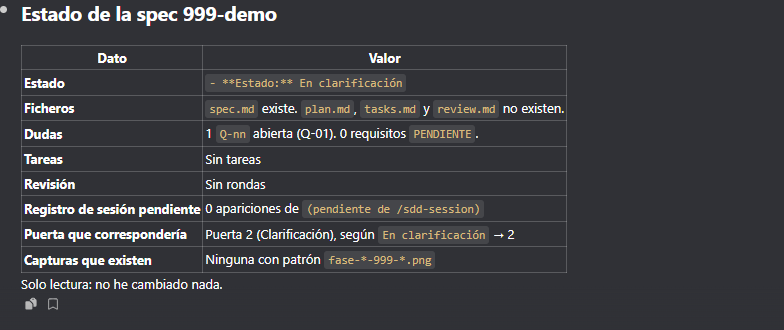 Estado de la spec 999-demo
Dato Valor
Estado - **Estado:** En clarificación
Ficheros spec.md existe. plan.md, tasks.md y review.md no existen.
Dudas 1 Q-nn abierta (Q-01). 0 requisitos PENDIENTE.
Tareas Sin tareas
Revisión Sin rondas
Registro de sesión pendiente 0 apariciones de (pendiente de /sdd-session)
Puerta que correspondería Puerta 2 (Clarificación), según En clarificación → 2
Capturas que existen Ninguna con patrón fase-*-999-*.png
Solo lectura: no he cambiado nada.